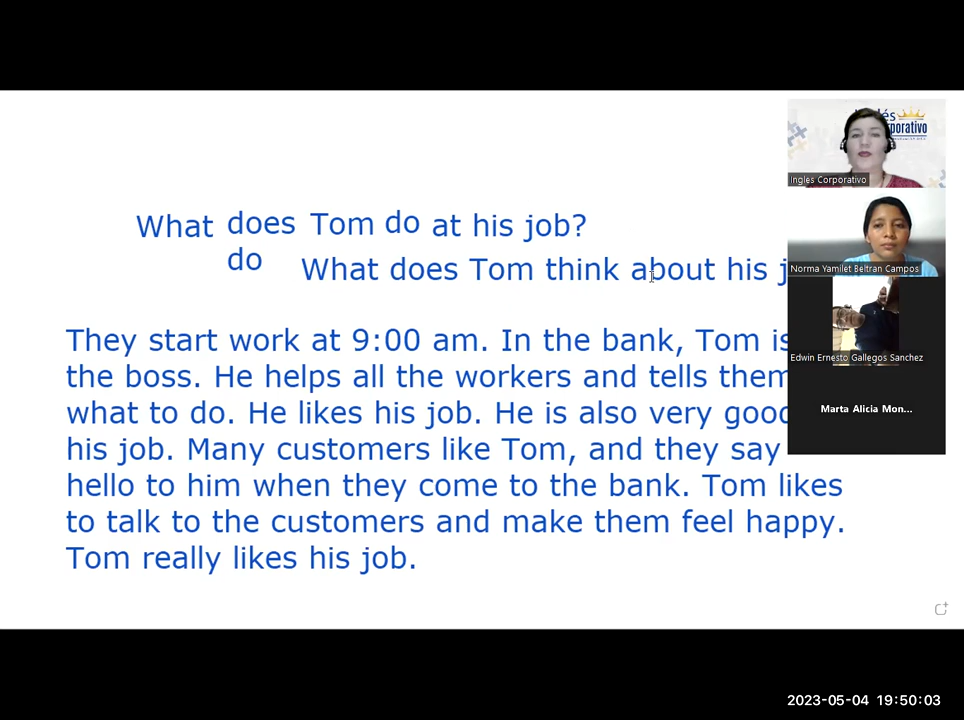 What does Tom do at his job?
do What does Tom think about his
They start work at 9:00 am. In the bank, Tom is
the boss. He helps all the workers and tells them
what to do. He likes his job. He is also very good
his job. Many customers like Tom, and they say
hello to him when they come to the bank. Tom likes
to talk to the customers and make them feel happy.
Tom really likes his job.
Inglés Corporativo
Norma Yamilet Beltran Campos
Edwin Ernesto Gallegos Sanchez
Marta Alicia Mon...
2023-05-04 19:50:03